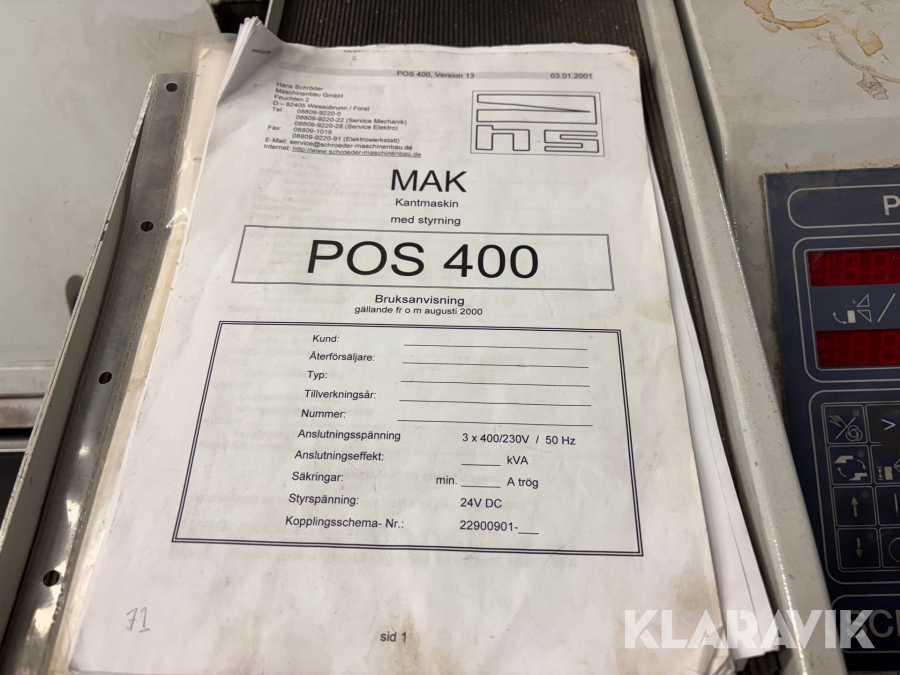 POS 400, Version 13 03.01.2001
Hans Schröder
Maschinenbau GmbH
Feuchten 2
D – 82405 Wessobrunn / Forst
Tel. 08809-9220-0
08809-9220-22 (Service Mechanik)
08809-9220-28 (Service Elektro)
Fax: 08809-1019
08809-9220-91 (Elektrowerkstatt)
E-Mail: service@schroeder-maschinenbau.de
Internet: http://www.schroeder-maschinenbau.de
hs
MAK
Kantmaskin
med styrning
POS 400
Bruksanvisning
gällande fr o m augusti 2000
Kund:
Återförsäljare:
Typ:
Tillverkningsår:
Nummer:
Anslutningsspänning 3 x 400/230V / 50 Hz
Anslutningseffekt: _____ kVA
Säkringar: min. _____ A trög
Styrspänning: 24V DC
Kopplingsschema- Nr.: 22900901-___
71
sid 1
P
KLARAVIK